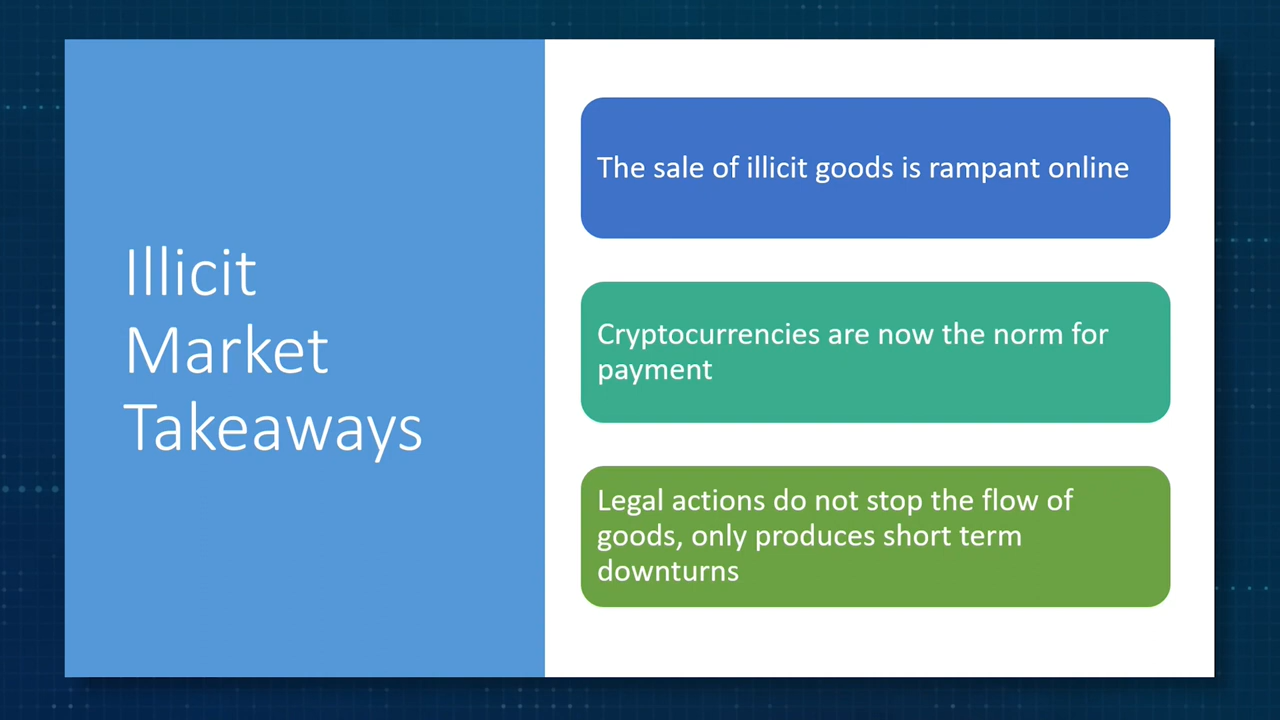 Illicit
Market
Takeaways
The sale of illicit goods is rampant online
Cryptocurrencies are now the norm for
payment
Legal actions do not stop the flow of
goods, only produces short term
downturns